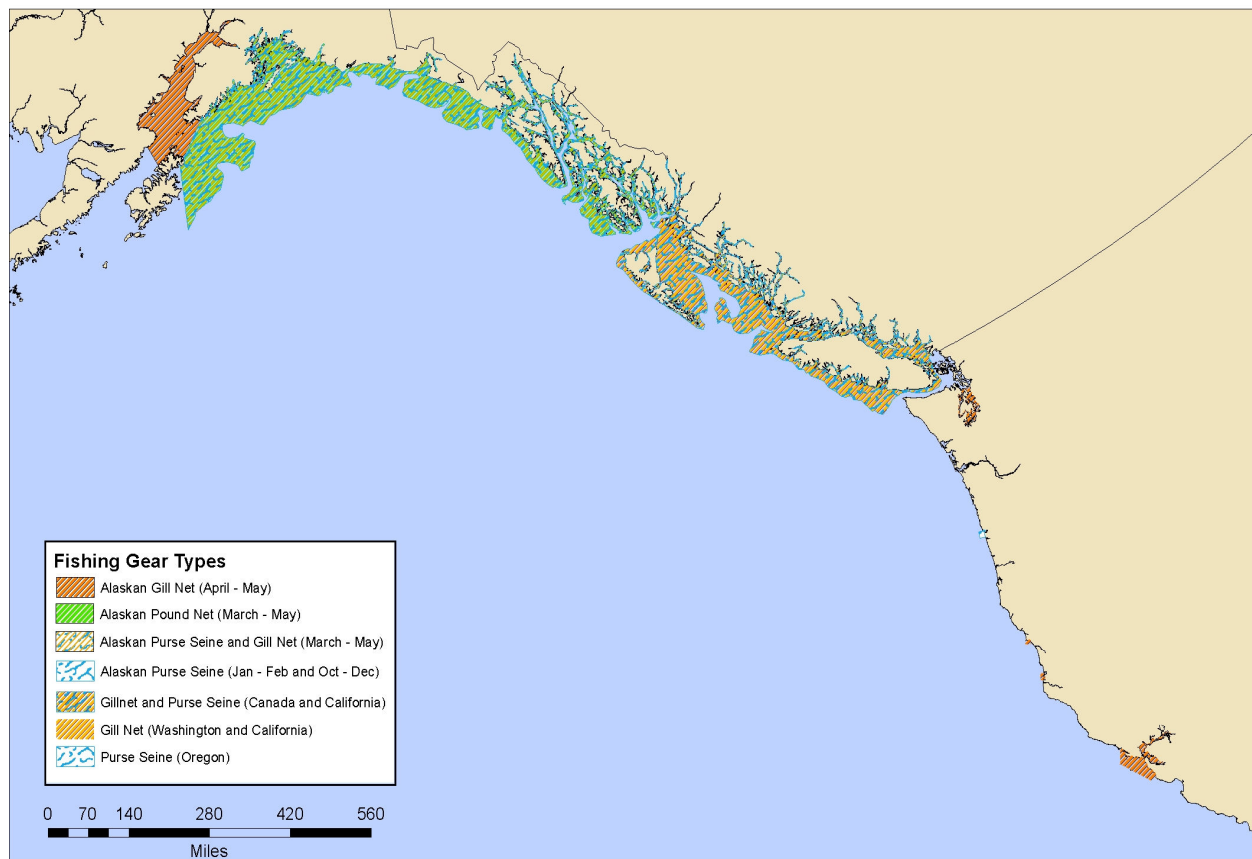 Fishing Gear Types
Alaskan Gill Net (April - May)
Alaskan Pound Net (March - May)
Alaskan Purse Seine and Gill Net (March - May)
Alaskan Purse Seine (Jan - Feb and Oct - Dec)
Gillnet and Purse Seine (Canada and California)
Gill Net (Washington and California)
Purse Seine (Oregon)
0 70 140 280 420 560
Miles